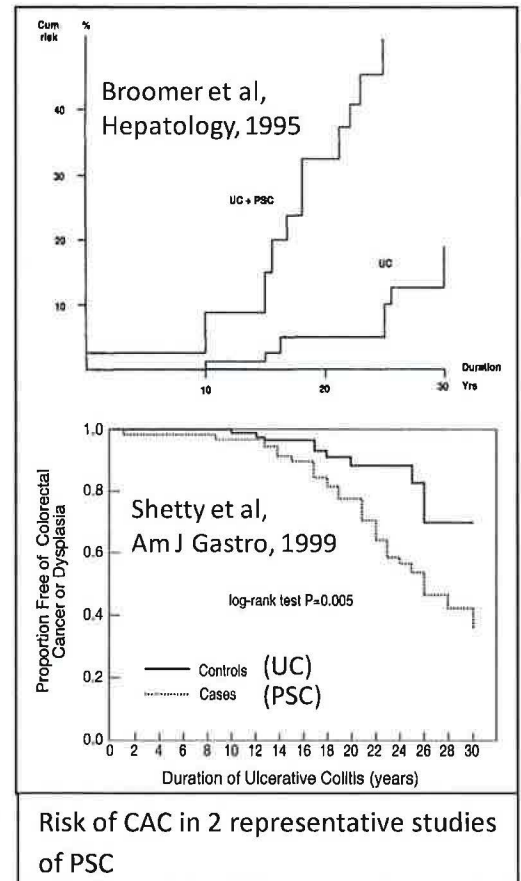 Cum %
risk
Broomer et al,
Hepatology, 1995
40
30
UC + PSC
20
UC
10
Duration
10 20 30 Yrs
1.0
Shetty et al,
Am J Gastro, 1999
0.8
0.6
log-rank test P=0.005
0.4
Proportion Free of Colorectal
Cancer or Dysplasia
Controls (UC)
Cases (PSC)
0.2
0.0
0 2 4 6 8 10 12 14 16 18 20 22 24 26 28 30
Duration of Ulcerative Colitis (years)
Risk of CAC in 2 representative studies
of PSC